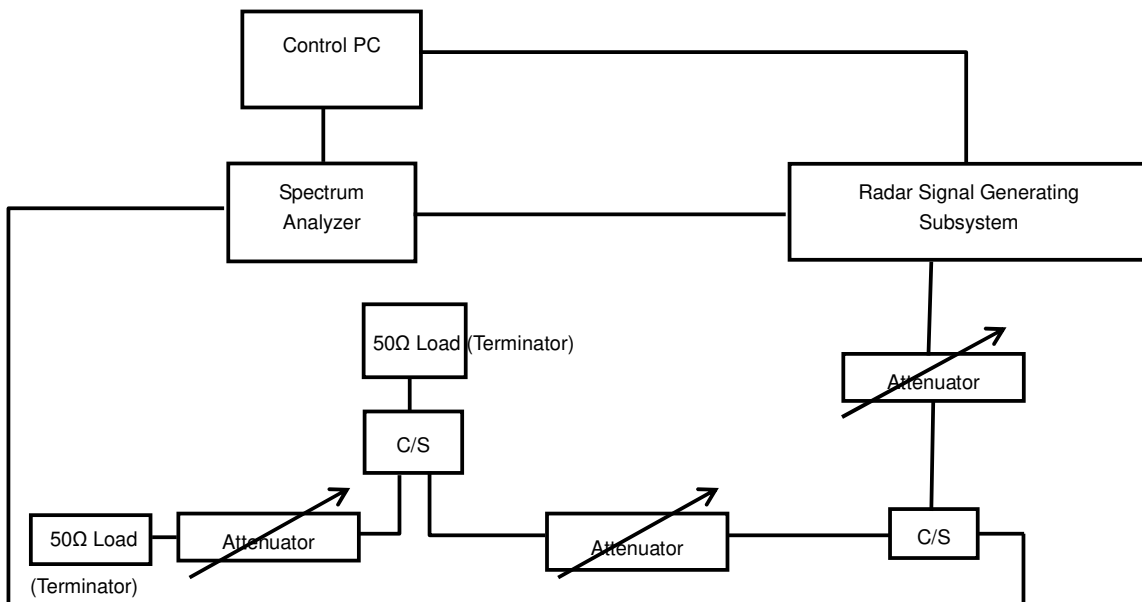 Control PC
Spectrum
Analyzer
Radar Signal Generating
Subsystem
50Ω Load (Terminator)
Attenuator
C/S
50Ω Load
(Terminator)
Attenuator
Attenuator
C/S